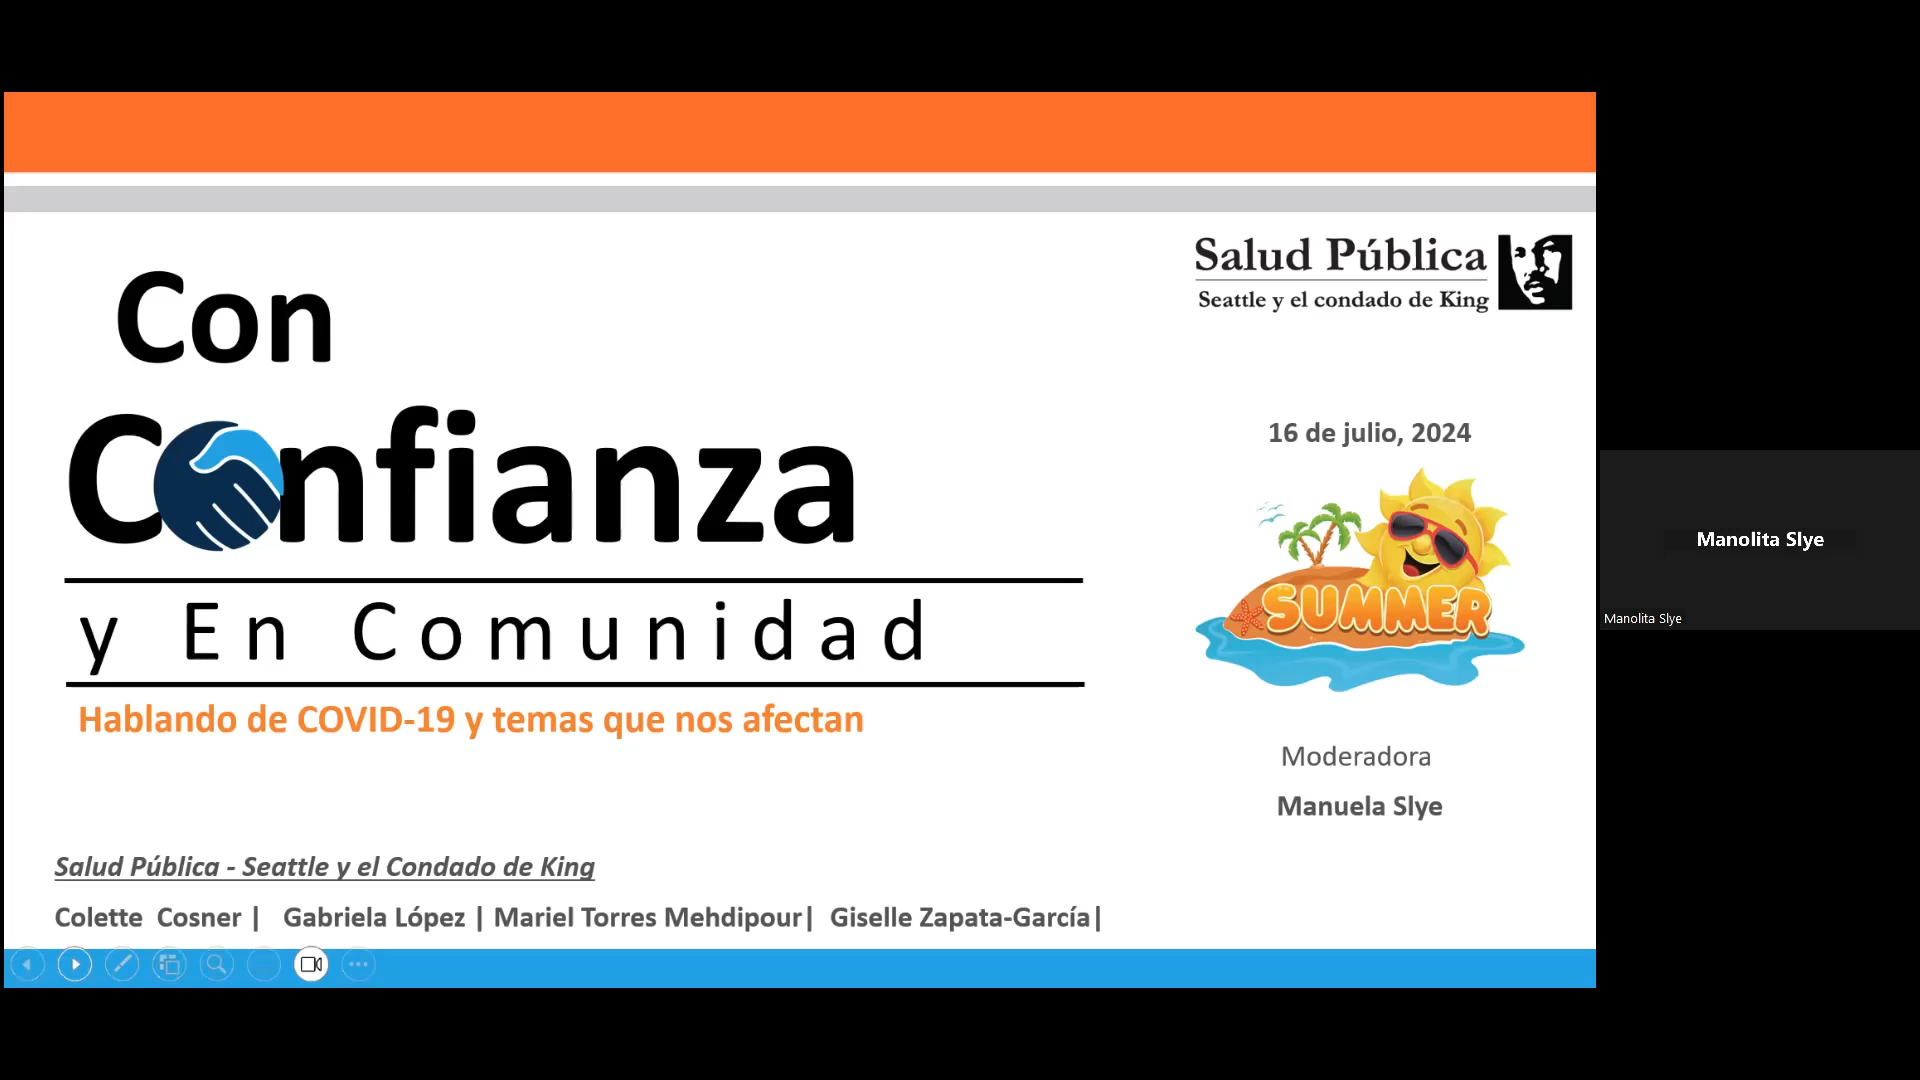 Salud Pública
Seattle y el condado de King
Con
Confianza
y En Comunidad
Hablando de COVID-19 y temas que nos afectan
16 de julio, 2024
SUMMER
Moderadora
Manuela Slye
Salud Pública - Seattle y el Condado de King
Colette Cosner | Gabriela López | Mariel Torres Mehdipour| Giselle Zapata-García|
Manolita Slye
Manolita Slye